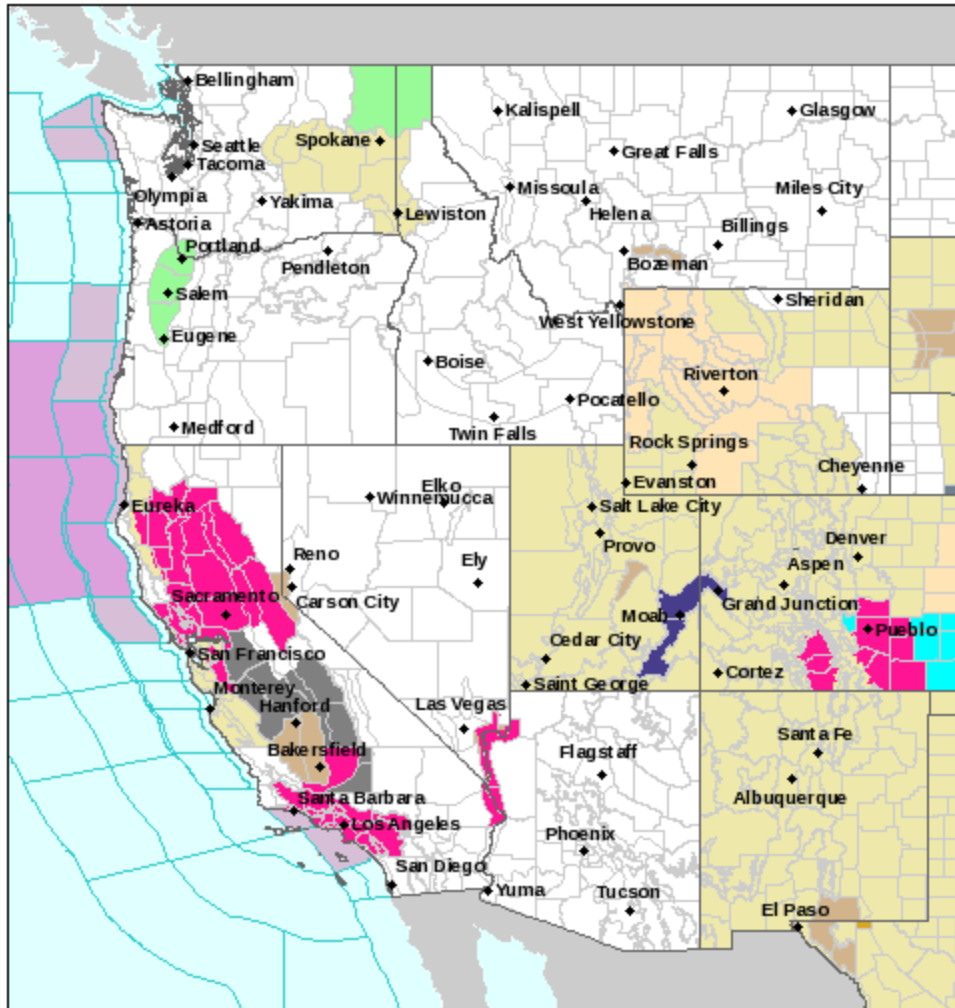 Bellingham
Kalispell
Glasgow
Seattle
Spokane
Great Falls
Tacoma
Olympia
Missoula
Miles City
Yakima
Lewiston
Helena
Astoria
Billings
Portland
Pendleton
Bozeman
Salem
Sheridan
West Yellowstone
Eugene
Boise
Riverton
Pocatello
Medford
Twin Falls
Rock Springs
Cheyenne
Elko
Evanston
Winnemucca
Eureka
Salt Lake City
Provo
Denver
Reno
Ely
Aspen
Sacramento
Carson City
Grand Junction
Moab
Pueblo
Cedar City
San Francisco
Cortez
Saint George
Monterey
Hanford
Las Vegas
Santa Fe
Bakersfield
Flagstaff
Albuquerque
Santa Barbara
Los Angeles
Phoenix
San Diego
Yuma
Tucson
El Paso